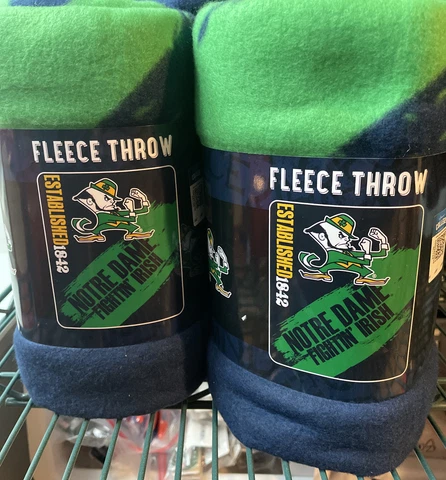 FLEECE THROW
ESTABLISHED 1842
NOTRE DAME
FIGHTIN' IRISH
FLEECE THROW
ESTABLISHED 1842
NOTRE DAME
FIGHTIN' IRISH